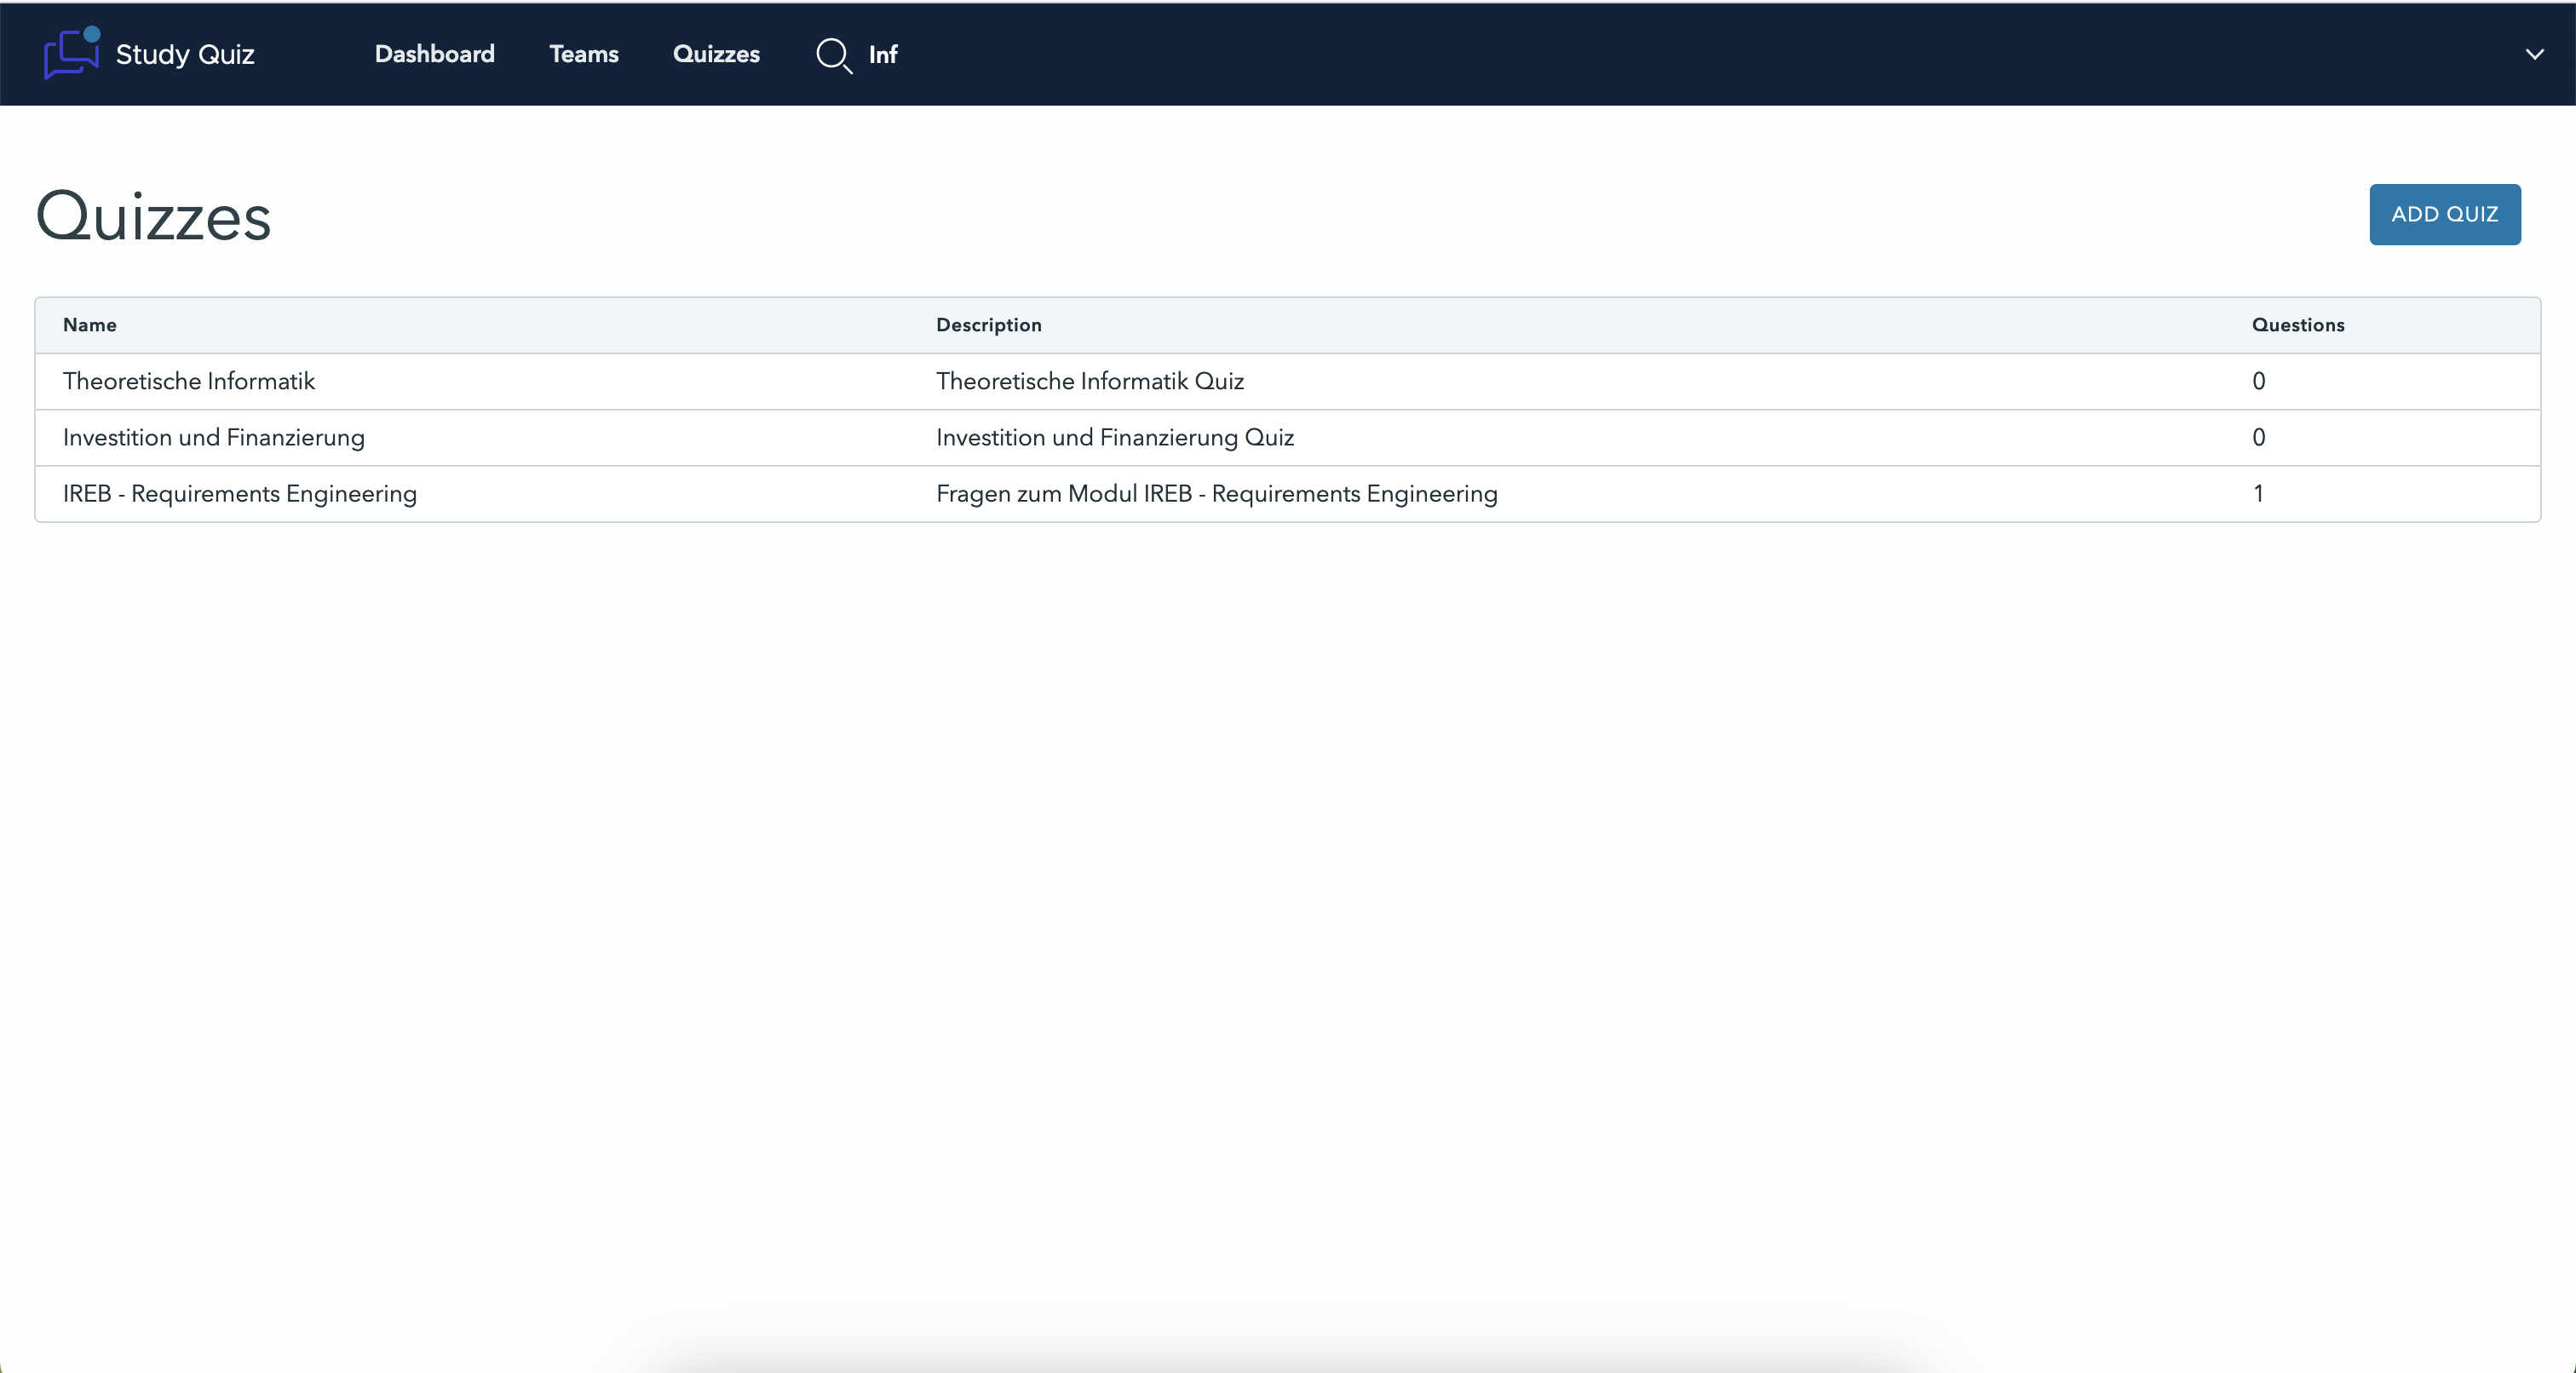 Study Quiz Dashboard Teams Quizzes Inf
Quizzes ADD QUIZ
Name Description Questions
Theoretische Informatik Theoretische Informatik Quiz 0
Investition und Finanzierung Investition und Finanzierung Quiz 0
IREB - Requirements Engineering Fragen zum Modul IREB - Requirements Engineering 1